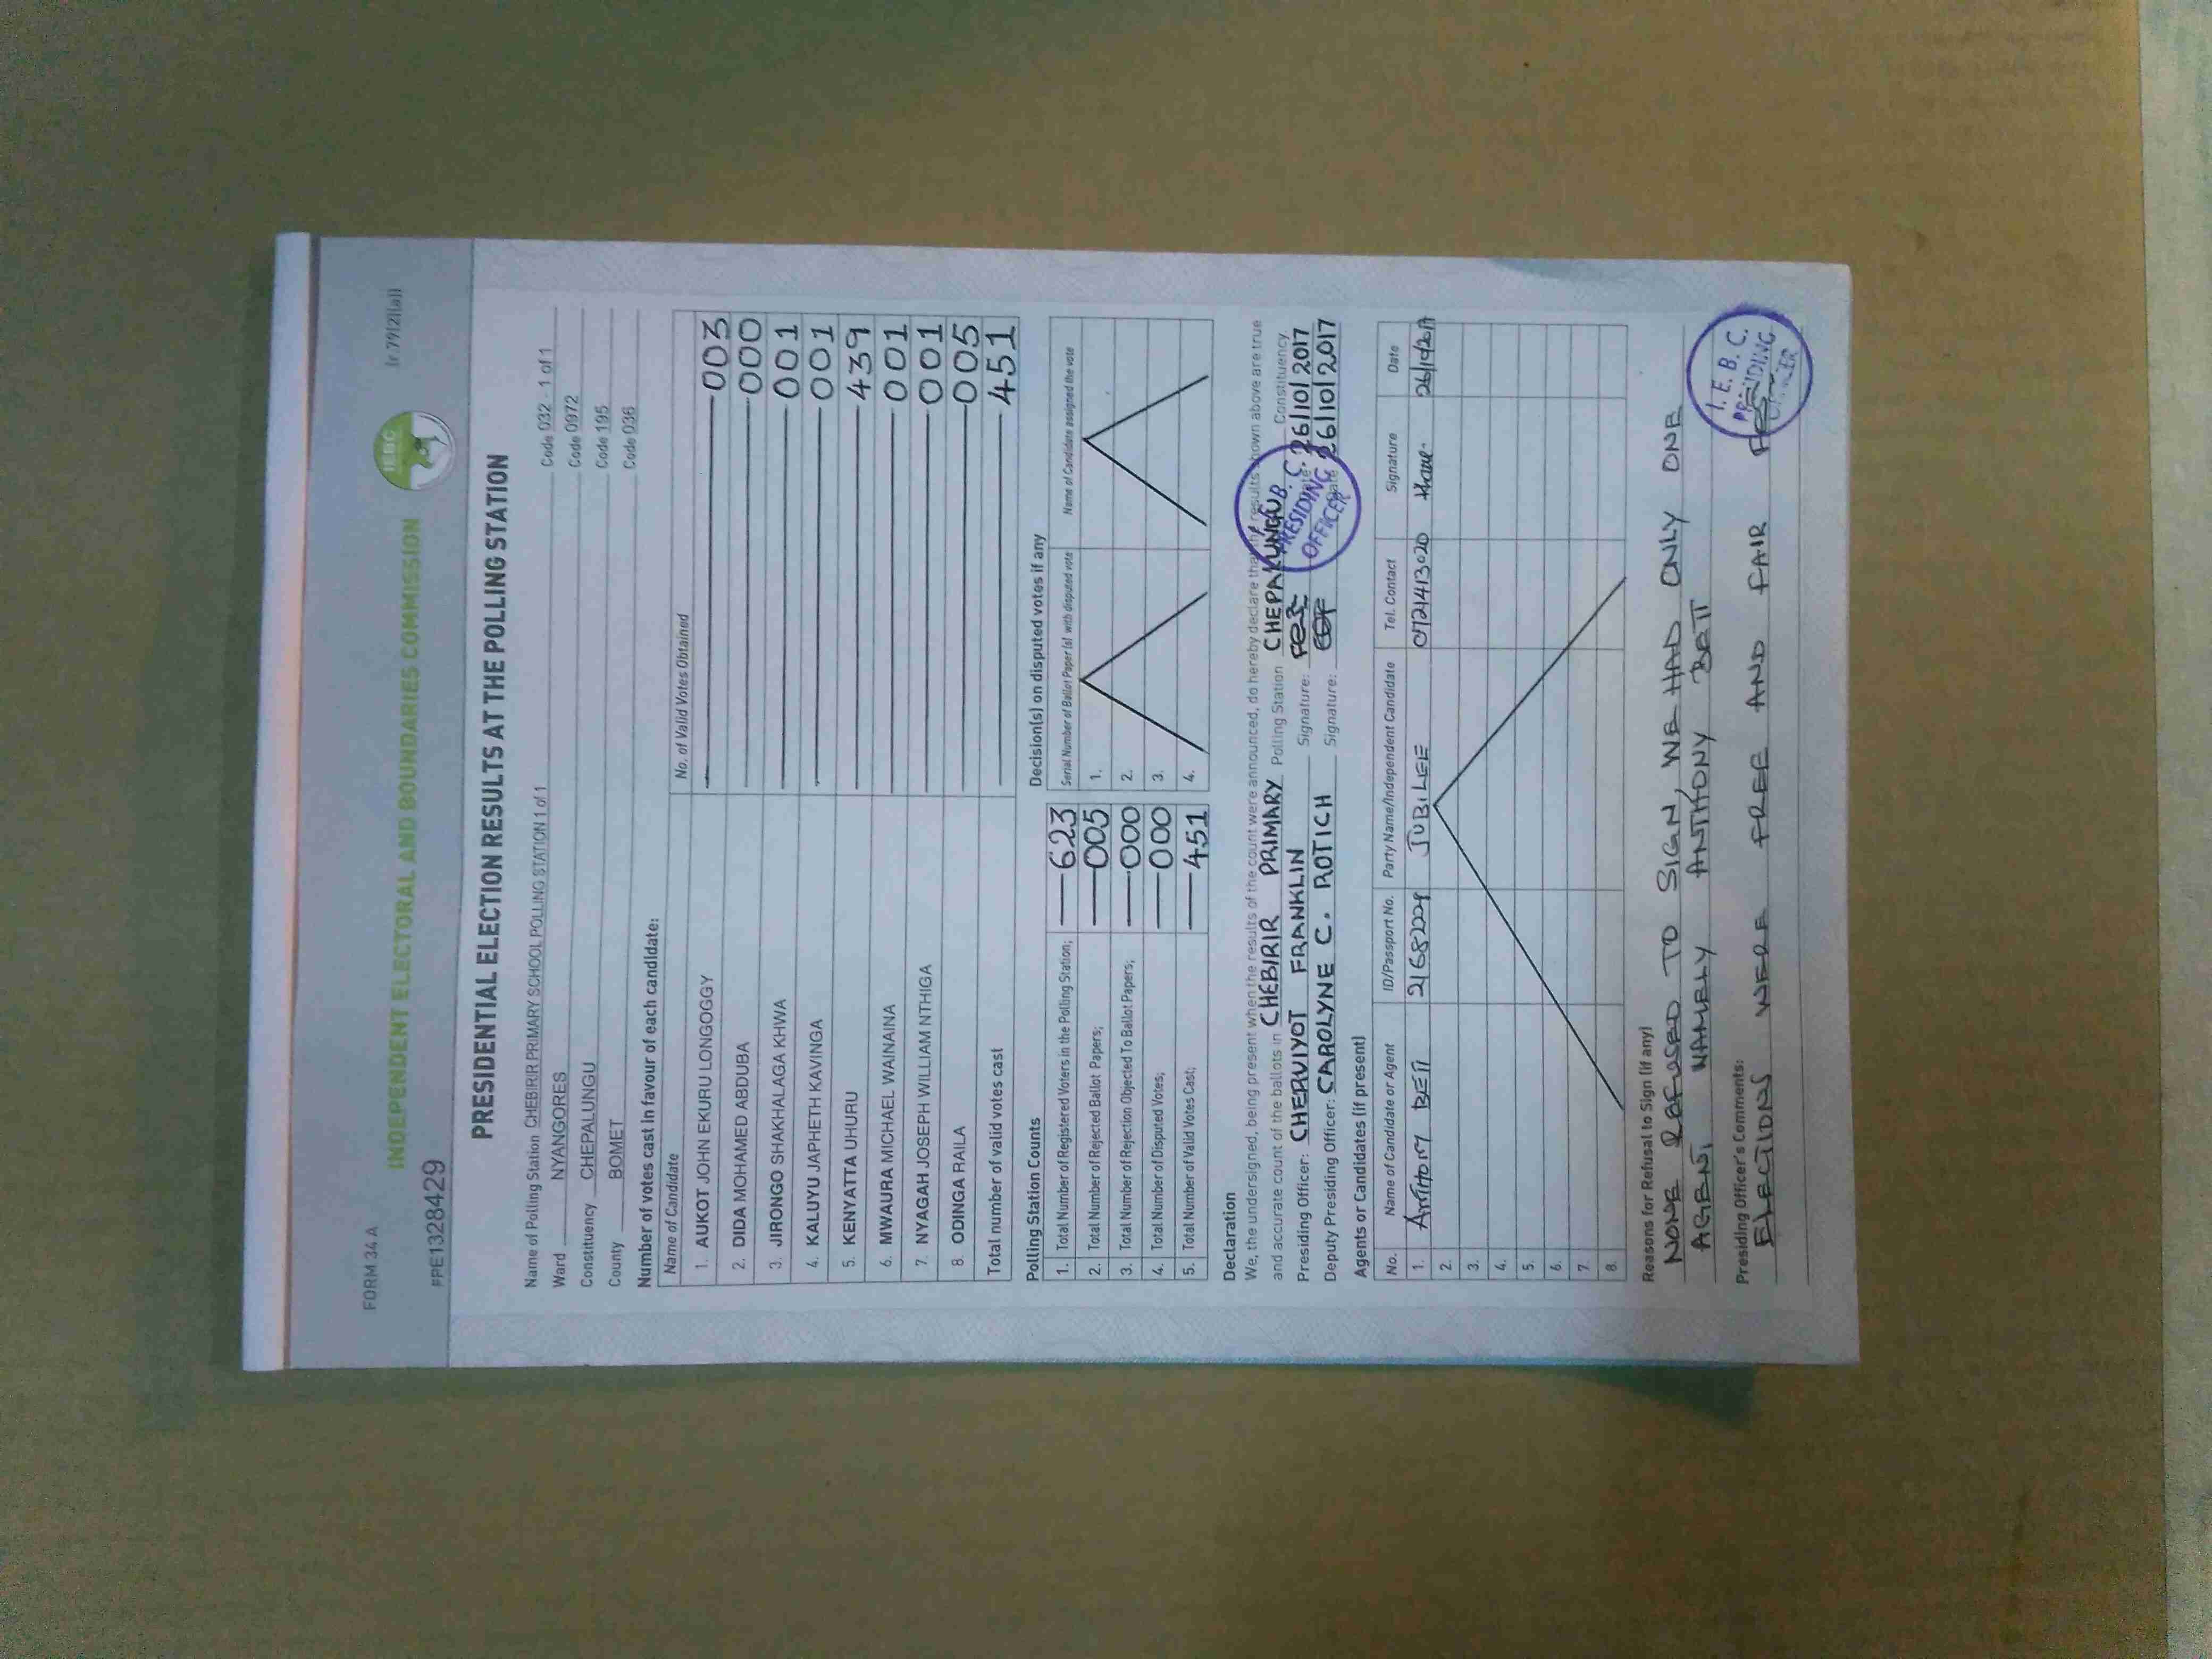 FORM 34 A
INDEPENDENT ELECTORAL AND BOUNDARIES COMMISSION
IEBC
(r.79(2)(a))
#PE1328429
PRESIDENTIAL ELECTION RESULTS AT THE POLLING STATION
Name of Polling Station CHEBIRIR PRIMARY SCHOOL POLLING STATION 1 of 1 Code 032 - 1 of 1
Ward NYANGORES Code 0972
Constituency CHEPALUNGU Code 195
County BOMET Code 036
Number of votes cast in favour of each candidate:
Name of Candidate No. of Valid Votes Obtained
1. AUKOT JOHN EKURU LONGOGGY 003
2. DIDA MOHAMED ABDUBA 000
3. JIRONGO SHAKHALAGA KHWA 001
4. KALUYU JAPHETH KAVINGA 001
5. KENYATTA UHURU 439
6. MWAURA MICHAEL WAINAINA 001
7. NYAGAH JOSEPH WILLIAM NTHIGA 001
8 ODINGA RAILA 005
Total number of valid votes cast 451
Polling Station Counts
1. Total Number of Registered Voters in the Polling Station; 623
2. Total Number of Rejected Ballot Papers; 005
3. Total Number of Rejection Objected To Ballot Papers; 000
4. Total Number of Disputed Votes; 000
5. Total Number of Valid Votes Cast; 451
Decision(s) on disputed votes if any
Serial Number of Ballot Paper (s) with disputed vote Name of Candidate assigned the vote
1.
2.
3.
4.
Declaration
We, the undersigned, being present when the results of the count were announced, do hereby declare that the results shown above are true
and accurate count of the ballots in CHEBIRIR PRIMARY Polling Station CHEPALUNGU Constituency.
Presiding Officer: CHERUIYOT FRANKLIN Signature: Date: 26/10/2017
Deputy Presiding Officer: CAROLYNE C. ROTICH Signature: Date 26/10/2017
I. E. B. C.
PRESIDING
OFFICER
Agents or Candidates (if present)
No. Name of Candidate or Agent ID/Passport No. Party Name/Independent Candidate Tel. Contact Signature Date
1. Anthony BETT 21682229 JUBILEE 0721413020
2.
3.
4.
5.
6.
7.
8.
Reasons for Refusal to Sign (if any)
NONE REFUSED TO SIGN, WE HAD ONLY ONE
AGENT NAMELY ANTHONY BETT
Presiding Officer's Comments:
ELECTIONS WERE FREE AND FAIR
I. E. B. C.
PRESIDING
OFFICER